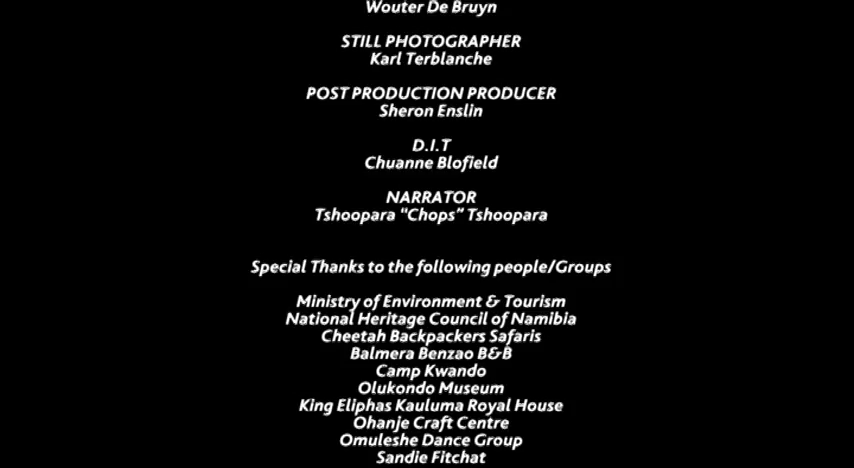 Wouter De Bruyn
STILL PHOTOGRAPHER
Karl Terblanche
POST PRODUCTION PRODUCER
Sheron Enslin
D.I.T
Chuanne Blofield
NARRATOR
Tshoopara “Chops” Tshoopara
Special Thanks to the following people/Groups
Ministry of Environment & Tourism
National Heritage Council of Namibia
Cheetah Backpackers Safaris
Balmera Benzao B&B
Camp Kwando
Olukondo Museum
King Eliphas Kauluma Royal House
Ohanje Craft Centre
Omuleshe Dance Group
Sandie Fitchat